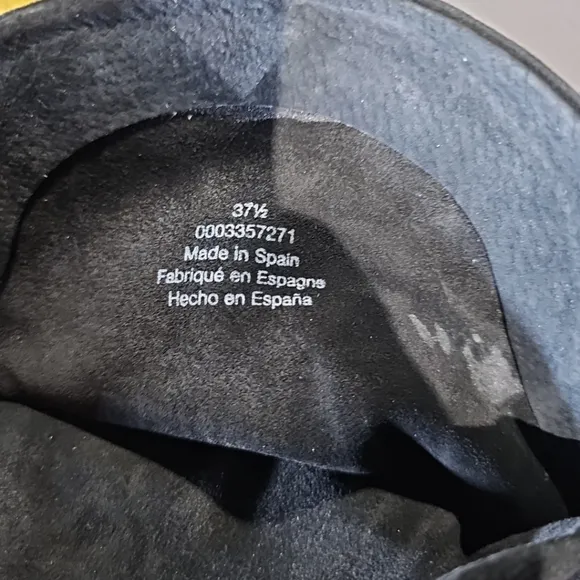 37½
0003357271
Made in Spain
Fabriqué en Espagne
Hecho en España